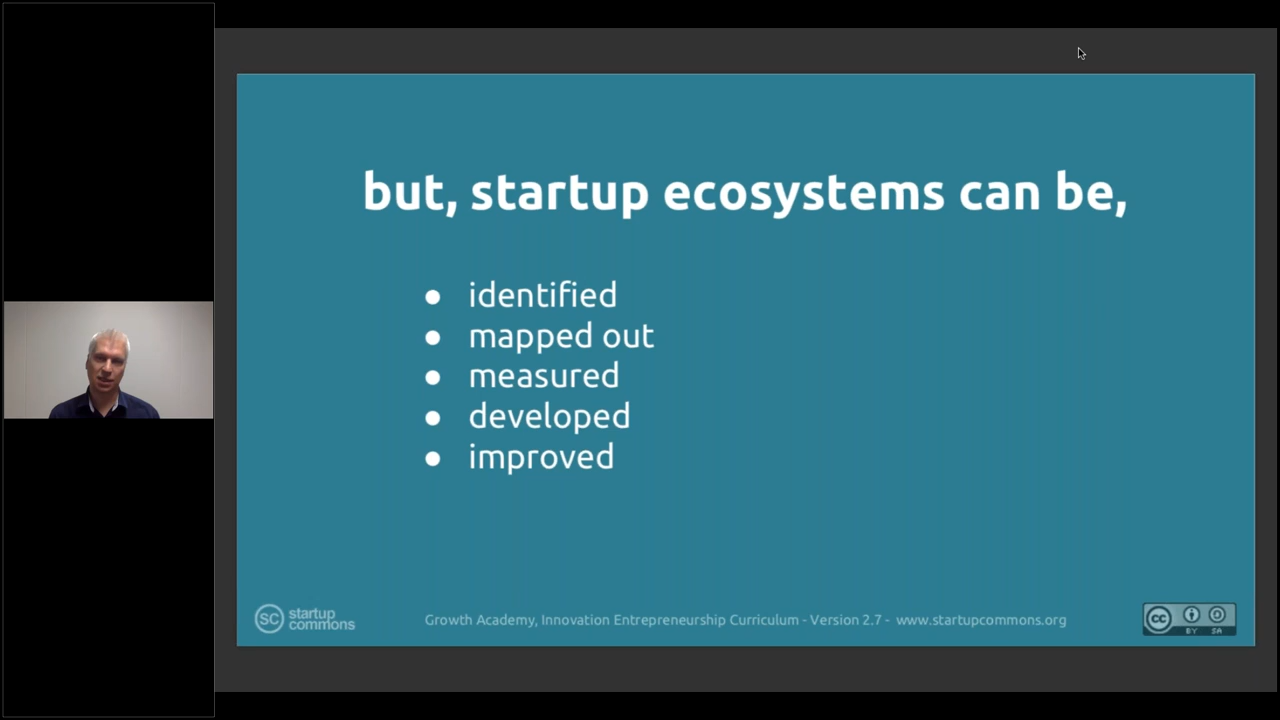 but, startup ecosystems can be,
● identified
● mapped out
● measured
● developed
● improved
SC startup commons
Growth Academy, Innovation Entrepreneurship Curriculum - Version 2.7 - www.startupcommons.org
cc BY SA